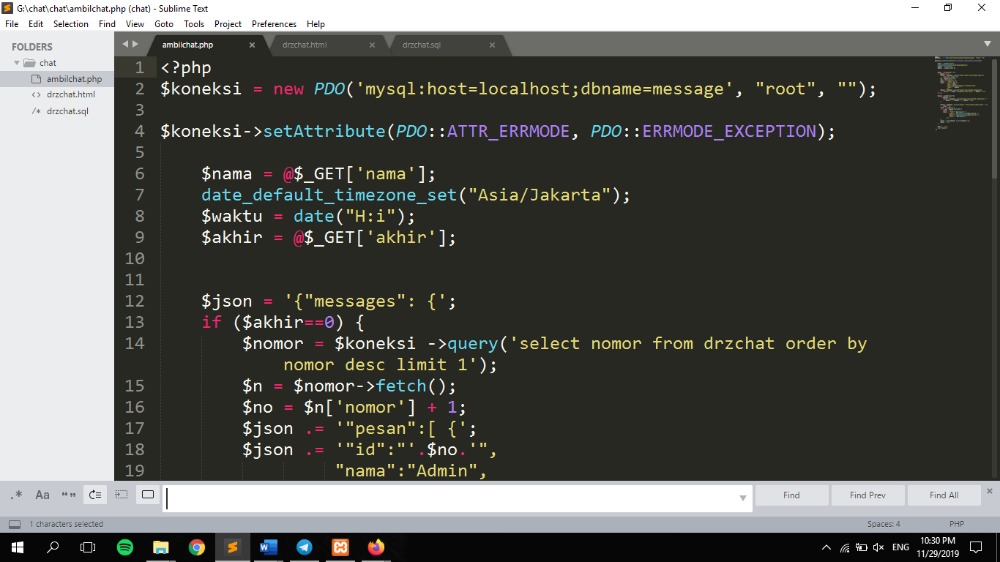 G:\chat\chat\ambilchat.php (chat) - Sublime Text
File Edit Selection Find View Goto Tools Project Preferences Help
FOLDERS
chat
ambilchat.php
<> drzchat.html
/* drzchat.sql
ambilchat.php × drzchat.html × drzchat.sql ×
1 <?php
2 $koneksi = new PDO('mysql:host=localhost;dbname=message', "root", "");
3
4 $koneksi->setAttribute(PDO::ATTR_ERRMODE, PDO::ERRMODE_EXCEPTION);
5
6 $nama = @$_GET['nama'];
7 date_default_timezone_set("Asia/Jakarta");
8 $waktu = date("H:i");
9 $akhir = @$_GET['akhir'];
10
11
12 $json = '{"messages": {';
13 if ($akhir==0) {
14 $nomor = $koneksi ->query('select nomor from drzchat order by
nomor desc limit 1');
15 $n = $nomor->fetch();
16 $no = $n['nomor'] + 1;
17 $json .= '"pesan":[ {';
18 $json .= '"id":"'.$no.'",
19 "nama":"Admin",
.* Aa “” Find Find Prev Find All ×
1 characters selected Spaces: 4 PHP
ENG 10:30 PM
11/29/2019